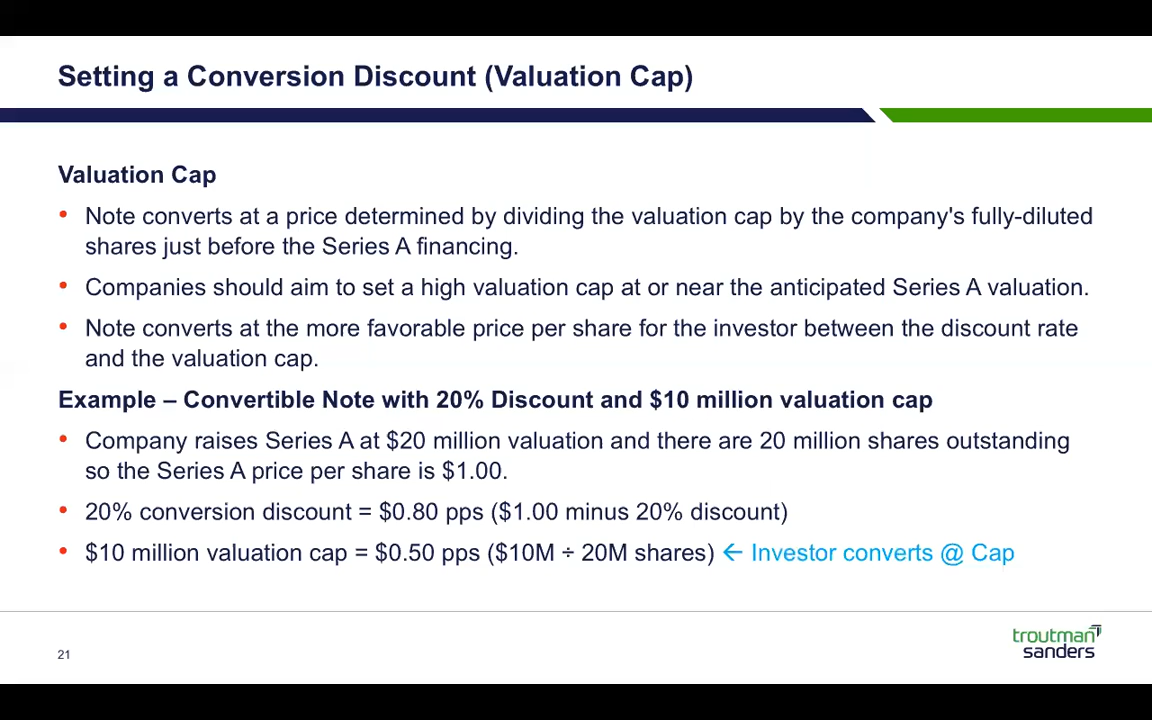 Setting a Conversion Discount (Valuation Cap)
Valuation Cap
• Note converts at a price determined by dividing the valuation cap by the company's fully-diluted
shares just before the Series A financing.
• Companies should aim to set a high valuation cap at or near the anticipated Series A valuation.
• Note converts at the more favorable price per share for the investor between the discount rate
and the valuation cap.
Example – Convertible Note with 20% Discount and $10 million valuation cap
• Company raises Series A at $20 million valuation and there are 20 million shares outstanding
so the Series A price per share is $1.00.
• 20% conversion discount = $0.80 pps ($1.00 minus 20% discount)
• $10 million valuation cap = $0.50 pps ($10M ÷ 20M shares) ← Investor converts @ Cap
21
troutman
sanders